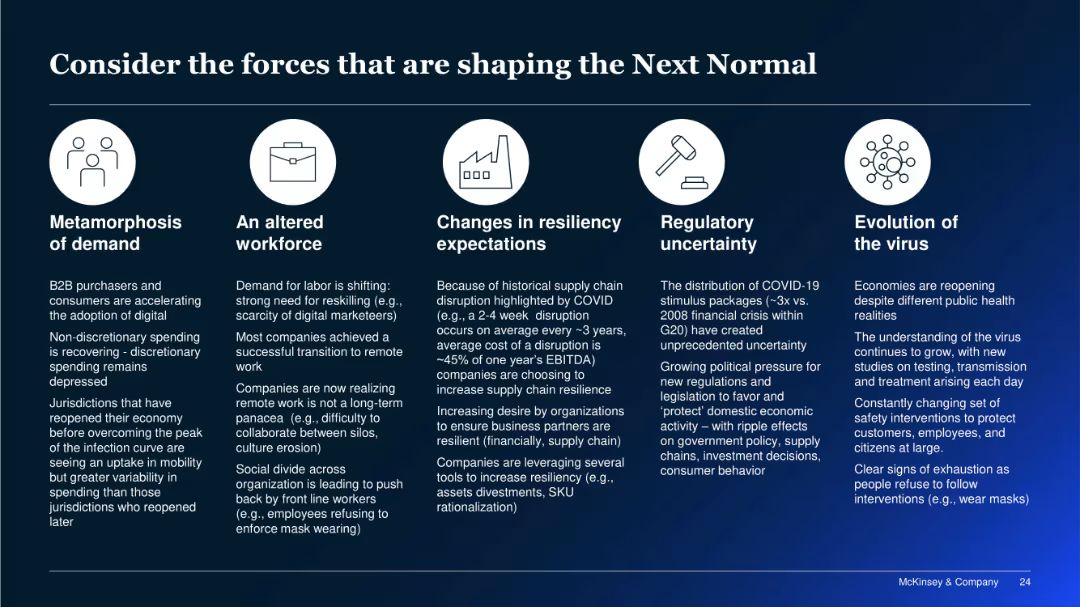 Consider the forces that are shaping the Next Normal
Metamorphosis
of demand
B2B purchasers and
consumers are accelerating
the adoption of digital
Non-discretionary spending
is recovering - discretionary
spending remains
depressed
Jurisdictions that have
reopened their economy
before overcoming the peak
of the infection curve are
seeing an uptake in mobility
but greater variability in
spending than those
jurisdictions who reopened
later
An altered
workforce
Demand for labor is shifting:
strong need for reskilling (e.g.,
scarcity of digital marketeers)
Most companies achieved a
successful transition to remote
work
Companies are now realizing
remote work is not a long-term
panacea (e.g., difficulty to
collaborate between silos,
culture erosion)
Social divide across
organization is leading to push
back by front line workers
(e.g., employees refusing to
enforce mask wearing)
Changes in resiliency
expectations
Because of historical supply chain
disruption highlighted by COVID
(e.g., a 2-4 week disruption
occurs on average every ~3 years,
average cost of a disruption is
~45% of one year's EBITDA)
companies are choosing to
increase supply chain resilience
Increasing desire by organizations
to ensure business partners are
resilient (financially, supply chain)
Companies are leveraging several
tools to increase resiliency (e.g.,
assets divestments, SKU
rationalization)
Regulatory
uncertainty
The distribution of COVID-19
stimulus packages (~3x vs.
2008 financial crisis within
G20) have created
unprecedented uncertainty
Growing political pressure for
new regulations and
legislation to favor and
‘protect’ domestic economic
activity – with ripple effects
on government policy, supply
chains, investment decisions,
consumer behavior
Evolution of
the virus
Economies are reopening
despite different public health
realities
The understanding of the virus
continues to grow, with new
studies on testing, transmission
and treatment arising each day
Constantly changing set of
safety interventions to protect
customers, employees, and
citizens at large.
Clear signs of exhaustion as
people refuse to follow
interventions (e.g., wear masks)
McKinsey & Company 24